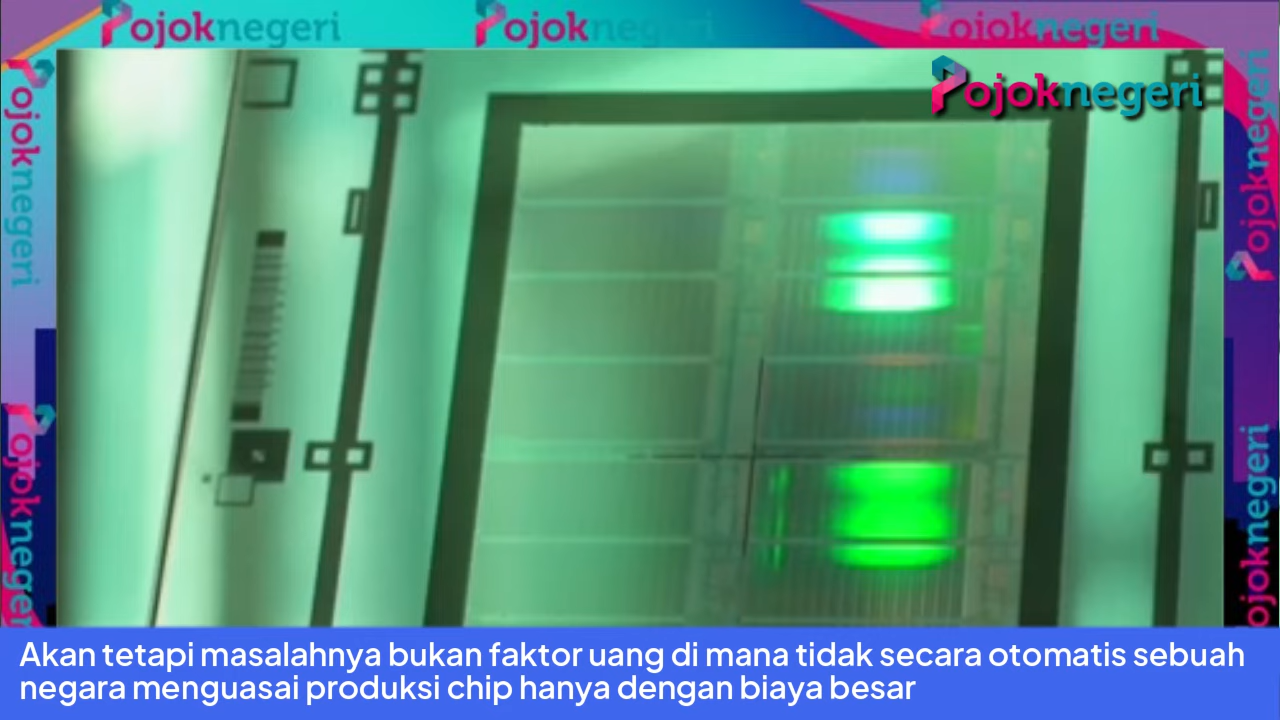 Pojoknegeri
Pojoknegeri
Pojoknegeri
Pojoknegeri
Pojoknegeri
Pojoknegeri
Akan tetapi masalahnya bukan faktor uang di mana tidak secara otomatis sebuah
negara menguasai produksi chip hanya dengan biaya besar